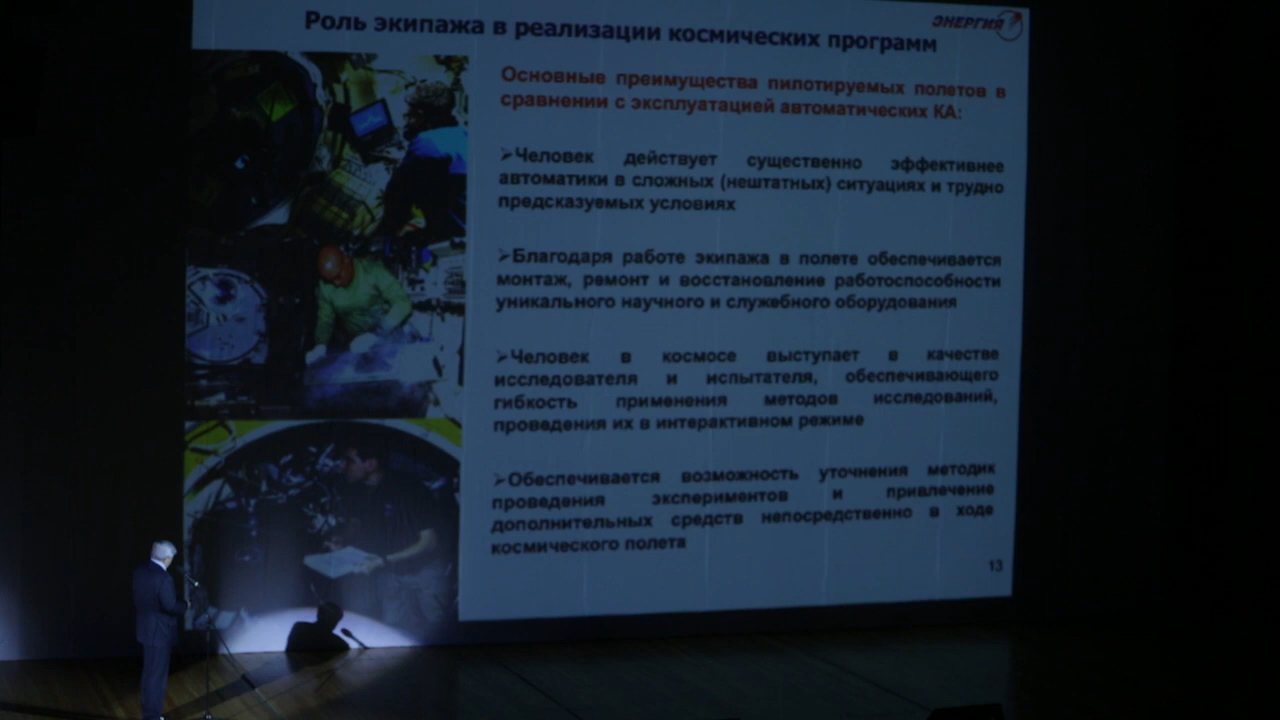 Роль экипажа в реализации космических программ
ЭНЕРГИЯ
Основные преимущества пилотируемых полетов в
сравнении с эксплуатацией автоматических КА:
➢Человек действует существенно эффективнее
автоматики в сложных (нештатных) ситуациях и трудно
предсказуемых условиях
➢Благодаря работе экипажа в полете обеспечивается
монтаж, ремонт и восстановление работоспособности
уникального научного и служебного оборудования
➢Человек в космосе выступает в качестве
исследователя и испытателя, обеспечивающего
гибкость применения методов исследований,
проведения их в интерактивном режиме
➢Обеспечивается возможность уточнения методик
проведения экспериментов и привлечение
дополнительных средств непосредственно в ходе
космического полета
13